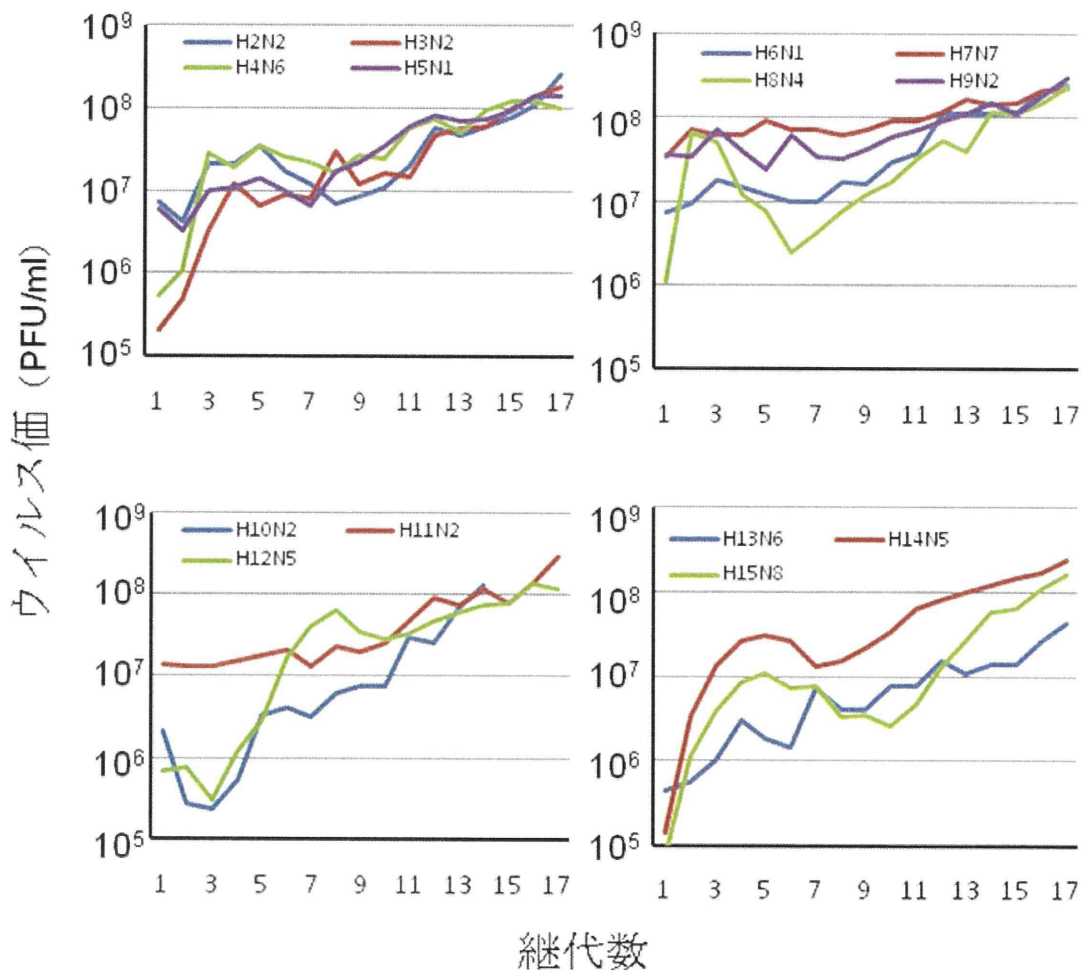 ウイルス価（PFU/ml）
10⁹
10⁸
10⁷
10⁶
10⁵
H2N2 H3N2
H4N6 H5N1
1 3 5 7 9 11 13 15 17
10⁹
10⁸
10⁷
10⁶
10⁵
H6N1 H7N7
H8N4 H9N2
1 3 5 7 9 11 13 15 17
10⁹
10⁸
10⁷
10⁶
10⁵
H10N2 H11N2
H12N5
1 3 5 7 9 11 13 15 17
10⁹
10⁸
10⁷
10⁶
10⁵
H13N6 H14N5
H15N8
1 3 5 7 9 11 13 15 17
継代数